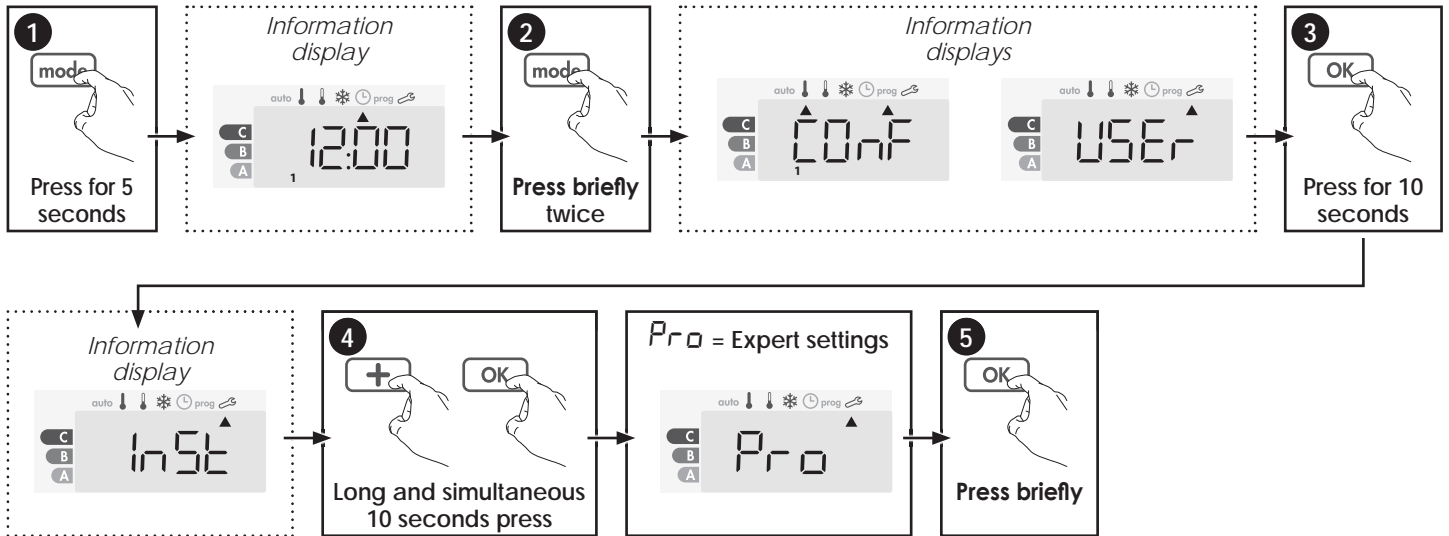 1
mode
Press for 5
seconds
Information
display
auto prog
C
B
A
12:00
1
2
mode
Press briefly
twice
Information
displays
auto prog
C
B
A
COnF
1
auto prog
C
B
A
USEr
3
OK
Press for 10
seconds
Information
display
auto prog
C
B
A
InSt
4
+ OK
Long and simultaneous
10 seconds press
Pro = Expert settings
auto prog
C
B
A
Pro
5
OK
Press briefly